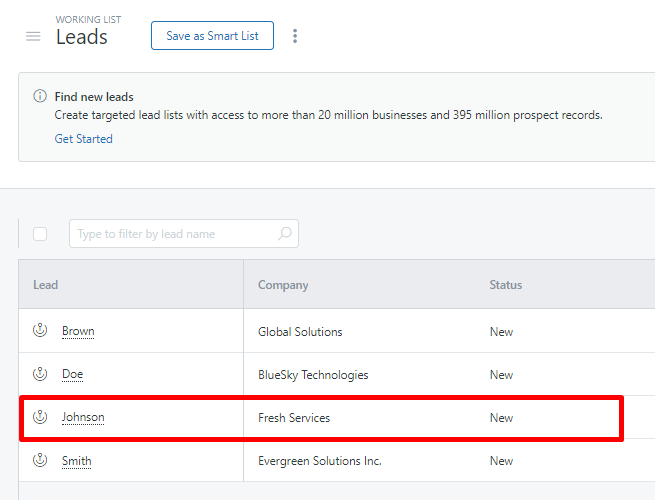 WORKING LIST
Leads
Save as Smart List
Find new leads
Create targeted lead lists with access to more than 20 million businesses and 395 million prospect records.
Get Started
Type to filter by lead name
Lead Company Status
Brown Global Solutions New
Doe BlueSky Technologies New
Johnson Fresh Services New
Smith Evergreen Solutions Inc. New